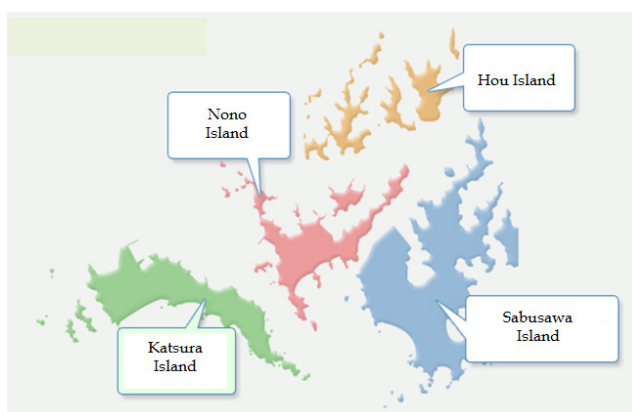 Hou Island
Nono
Island
Sabusawa
Island
Katsura
Island